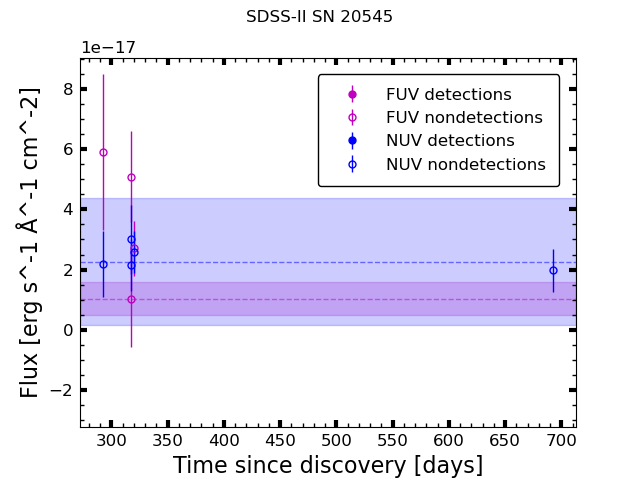 SDSS-II SN 20545
1e−17
FUV detections
FUV nondetections
NUV detections
NUV nondetections
8
6
4
2
0
−2
Flux [erg s^-1 Å^-1 cm^-2]
300 350 400 450 500 550 600 650 700
Time since discovery [days]